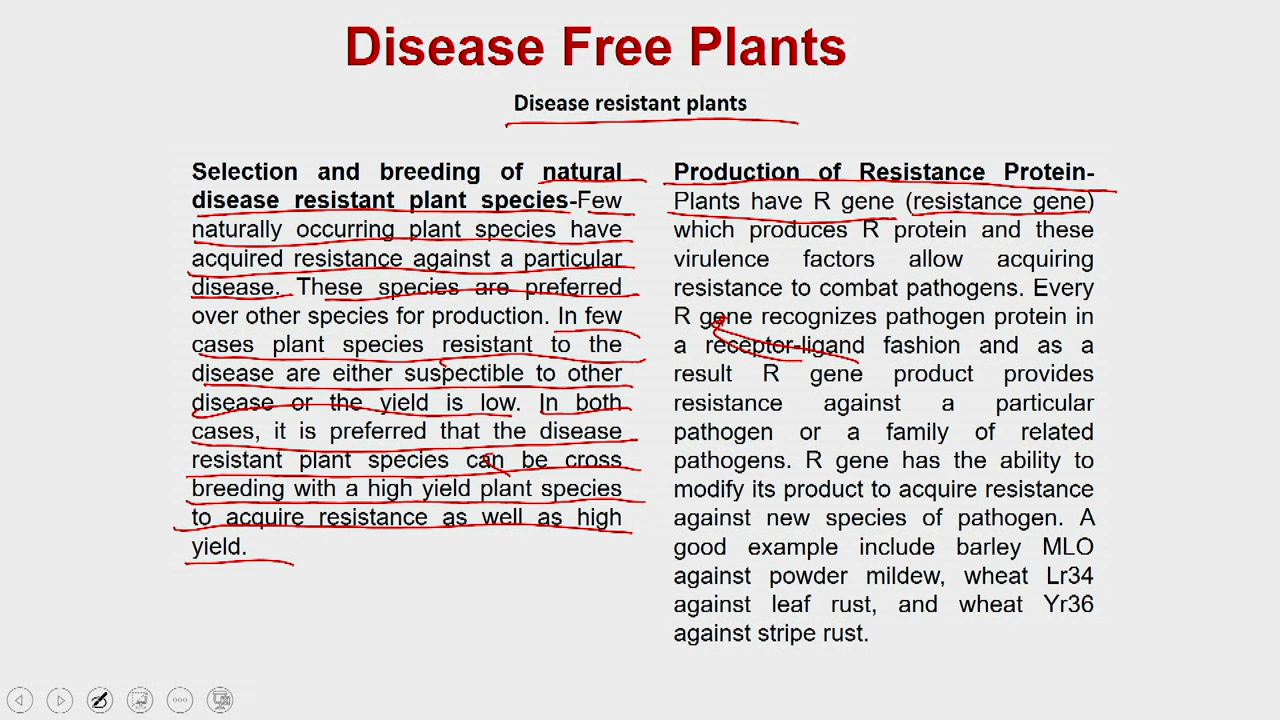 Disease Free Plants
Disease resistant plants
Selection and breeding of natural
disease resistant plant species-Few
naturally occurring plant species have
acquired resistance against a particular
disease. These species are preferred
over other species for production. In few
cases plant species resistant to the
disease are either suspectible to other
disease or the yield is low. In both
cases, it is preferred that the disease
resistant plant species can be cross
breeding with a high yield plant species
to acquire resistance as well as high
yield.
Production of Resistance Protein-
Plants have R gene (resistance gene)
which produces R protein and these
virulence factors allow acquiring
resistance to combat pathogens. Every
R gene recognizes pathogen protein in
a receptor-ligand fashion and as a
result R gene product provides
resistance against a particular
pathogen or a family of related
pathogens. R gene has the ability to
modify its product to acquire resistance
against new species of pathogen. A
good example include barley MLO
against powder mildew, wheat Lr34
against leaf rust, and wheat Yr36
against stripe rust.